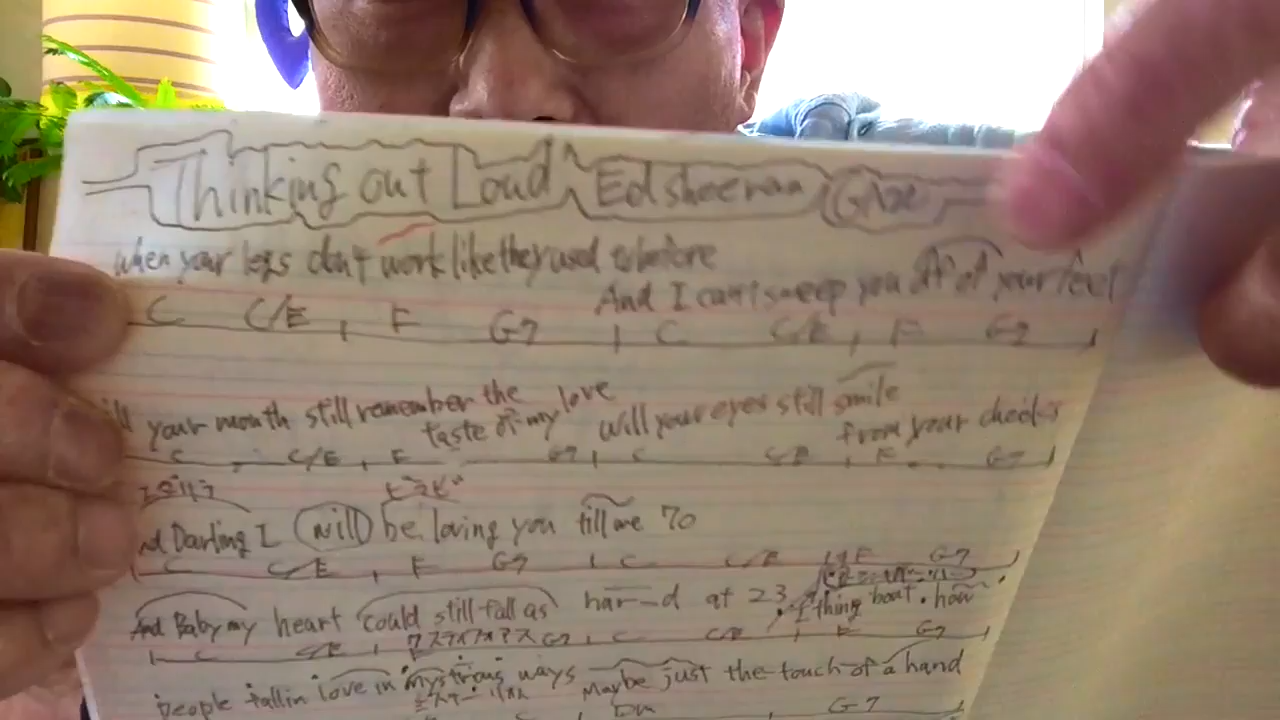 Thinking out Loud Ed sheeran
when your legs don't work like they used to before
And I can't sweep you off of your feet
C C/E F G7 C C/E F G7
your mouth still remember the
taste of my love
will your eyes still smile
from your cheeks
C C/E F G7 C C/E F G7
Darling I will be loving you till we 70
C C/E F G7 C C/E F G7
And Baby my heart could still fall as har-d at 23
I thing bout how
C C/E F G7 C C/E F G7
people fallin love in mystrous ways Maybe just the touch of a hand
Dm G7